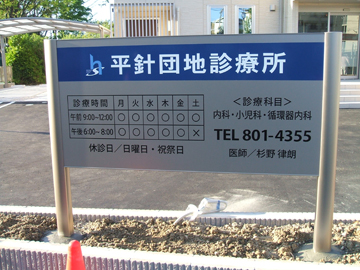 平針団地診療所
診療時間 月 火 水 木 金 土
午前 9:00~12:00 ○ ○ ○ ○ ○ ○
午後 6:00~8:00 ○ ○ ○ ○ ○ ×
休診日／日曜日・祝祭日
＜診療科目＞
内科・小児科・循環器内科
TEL 801-4355
医師／杉野 律朗